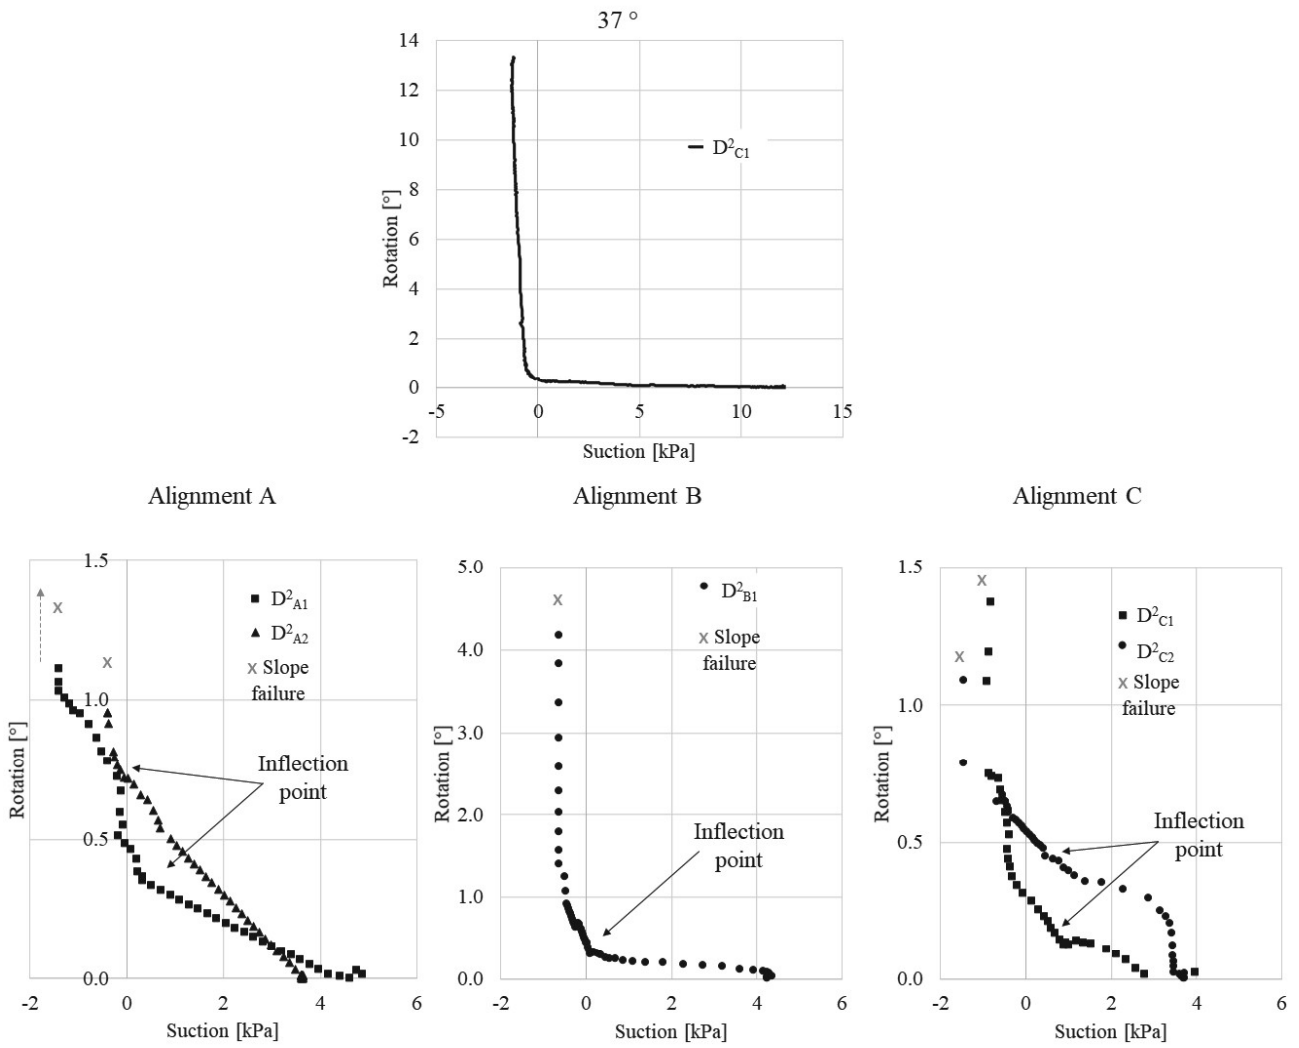 37 °
14
12
10
8
6
4
2
0
-2
Rotation [°]
D²C1
-5 0 5 10 15
Suction [kPa]
Alignment A
1.5
1.0
0.5
0.0
Rotation [°]
D²A1
D²A2
x Slope
failure
x
x
Inflection
point
-2 0 2 4 6
Suction [kPa]
Alignment B
5.0
4.0
3.0
2.0
1.0
0.0
Rotation [°]
D²B1
x Slope
failure
x
Inflection
point
-2 0 2 4 6
Suction [kPa]
Alignment C
1.5
1.0
0.5
0.0
Rotation [°]
D²C1
D²C2
x Slope
failure
x
x
Inflection
point
-2 0 2 4 6
Suction [kPa]